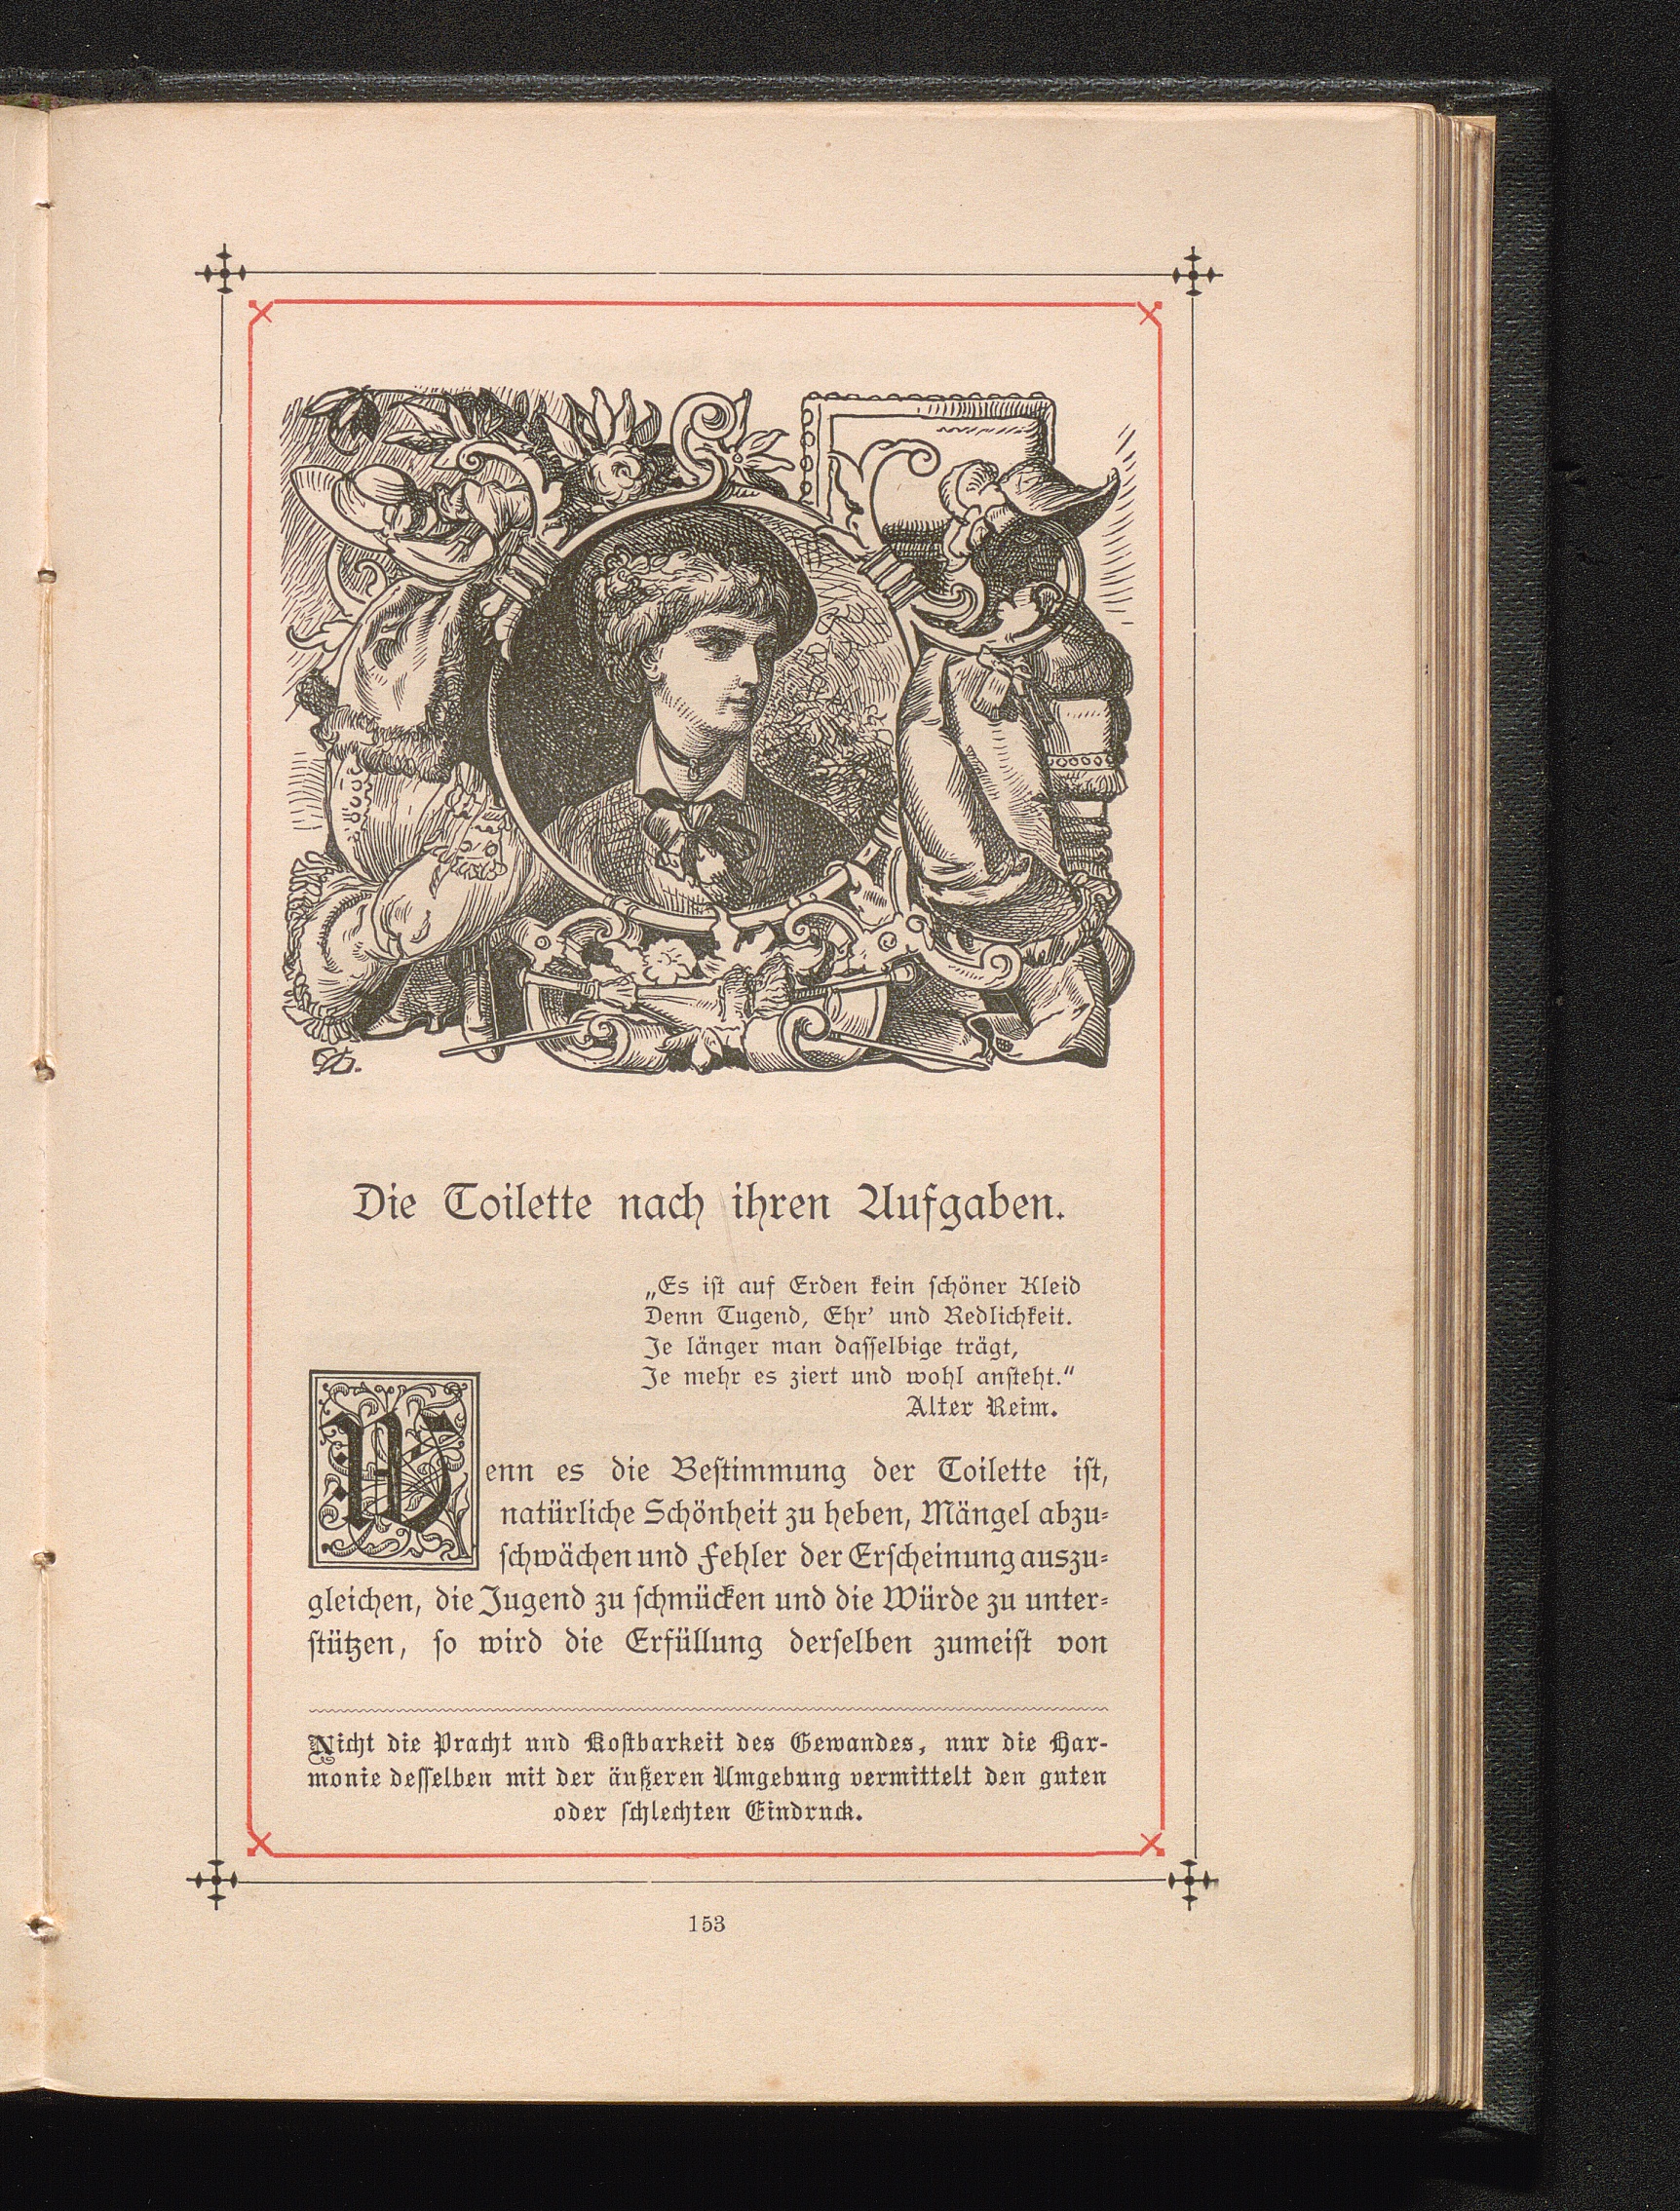 Die Toilette nach ihren Aufgaben.
„Es iſt auf Erden kein ſchöner Kleid
Denn Tugend, Ehr' und Redlichkeit.
Je länger man daſſelbige trägt,
Je mehr es ziert und wohl anſteht.“
Alter Reim.
Wenn es die Beſtimmung der Toilette iſt,
natürliche Schönheit zu heben, Mängel abzu-
ſchwächen und Fehler der Erſcheinung auszu-
gleichen, die Jugend zu ſchmücken und die Würde zu unter-
ſtützen, ſo wird die Erfüllung derſelben zumeiſt von
Nicht die Pracht und Koſtbarkeit des Gewandes, nur die Har-
monie deſſelben mit der äußeren Umgebung vermittelt den guten
oder ſchlechten Eindruck.
153